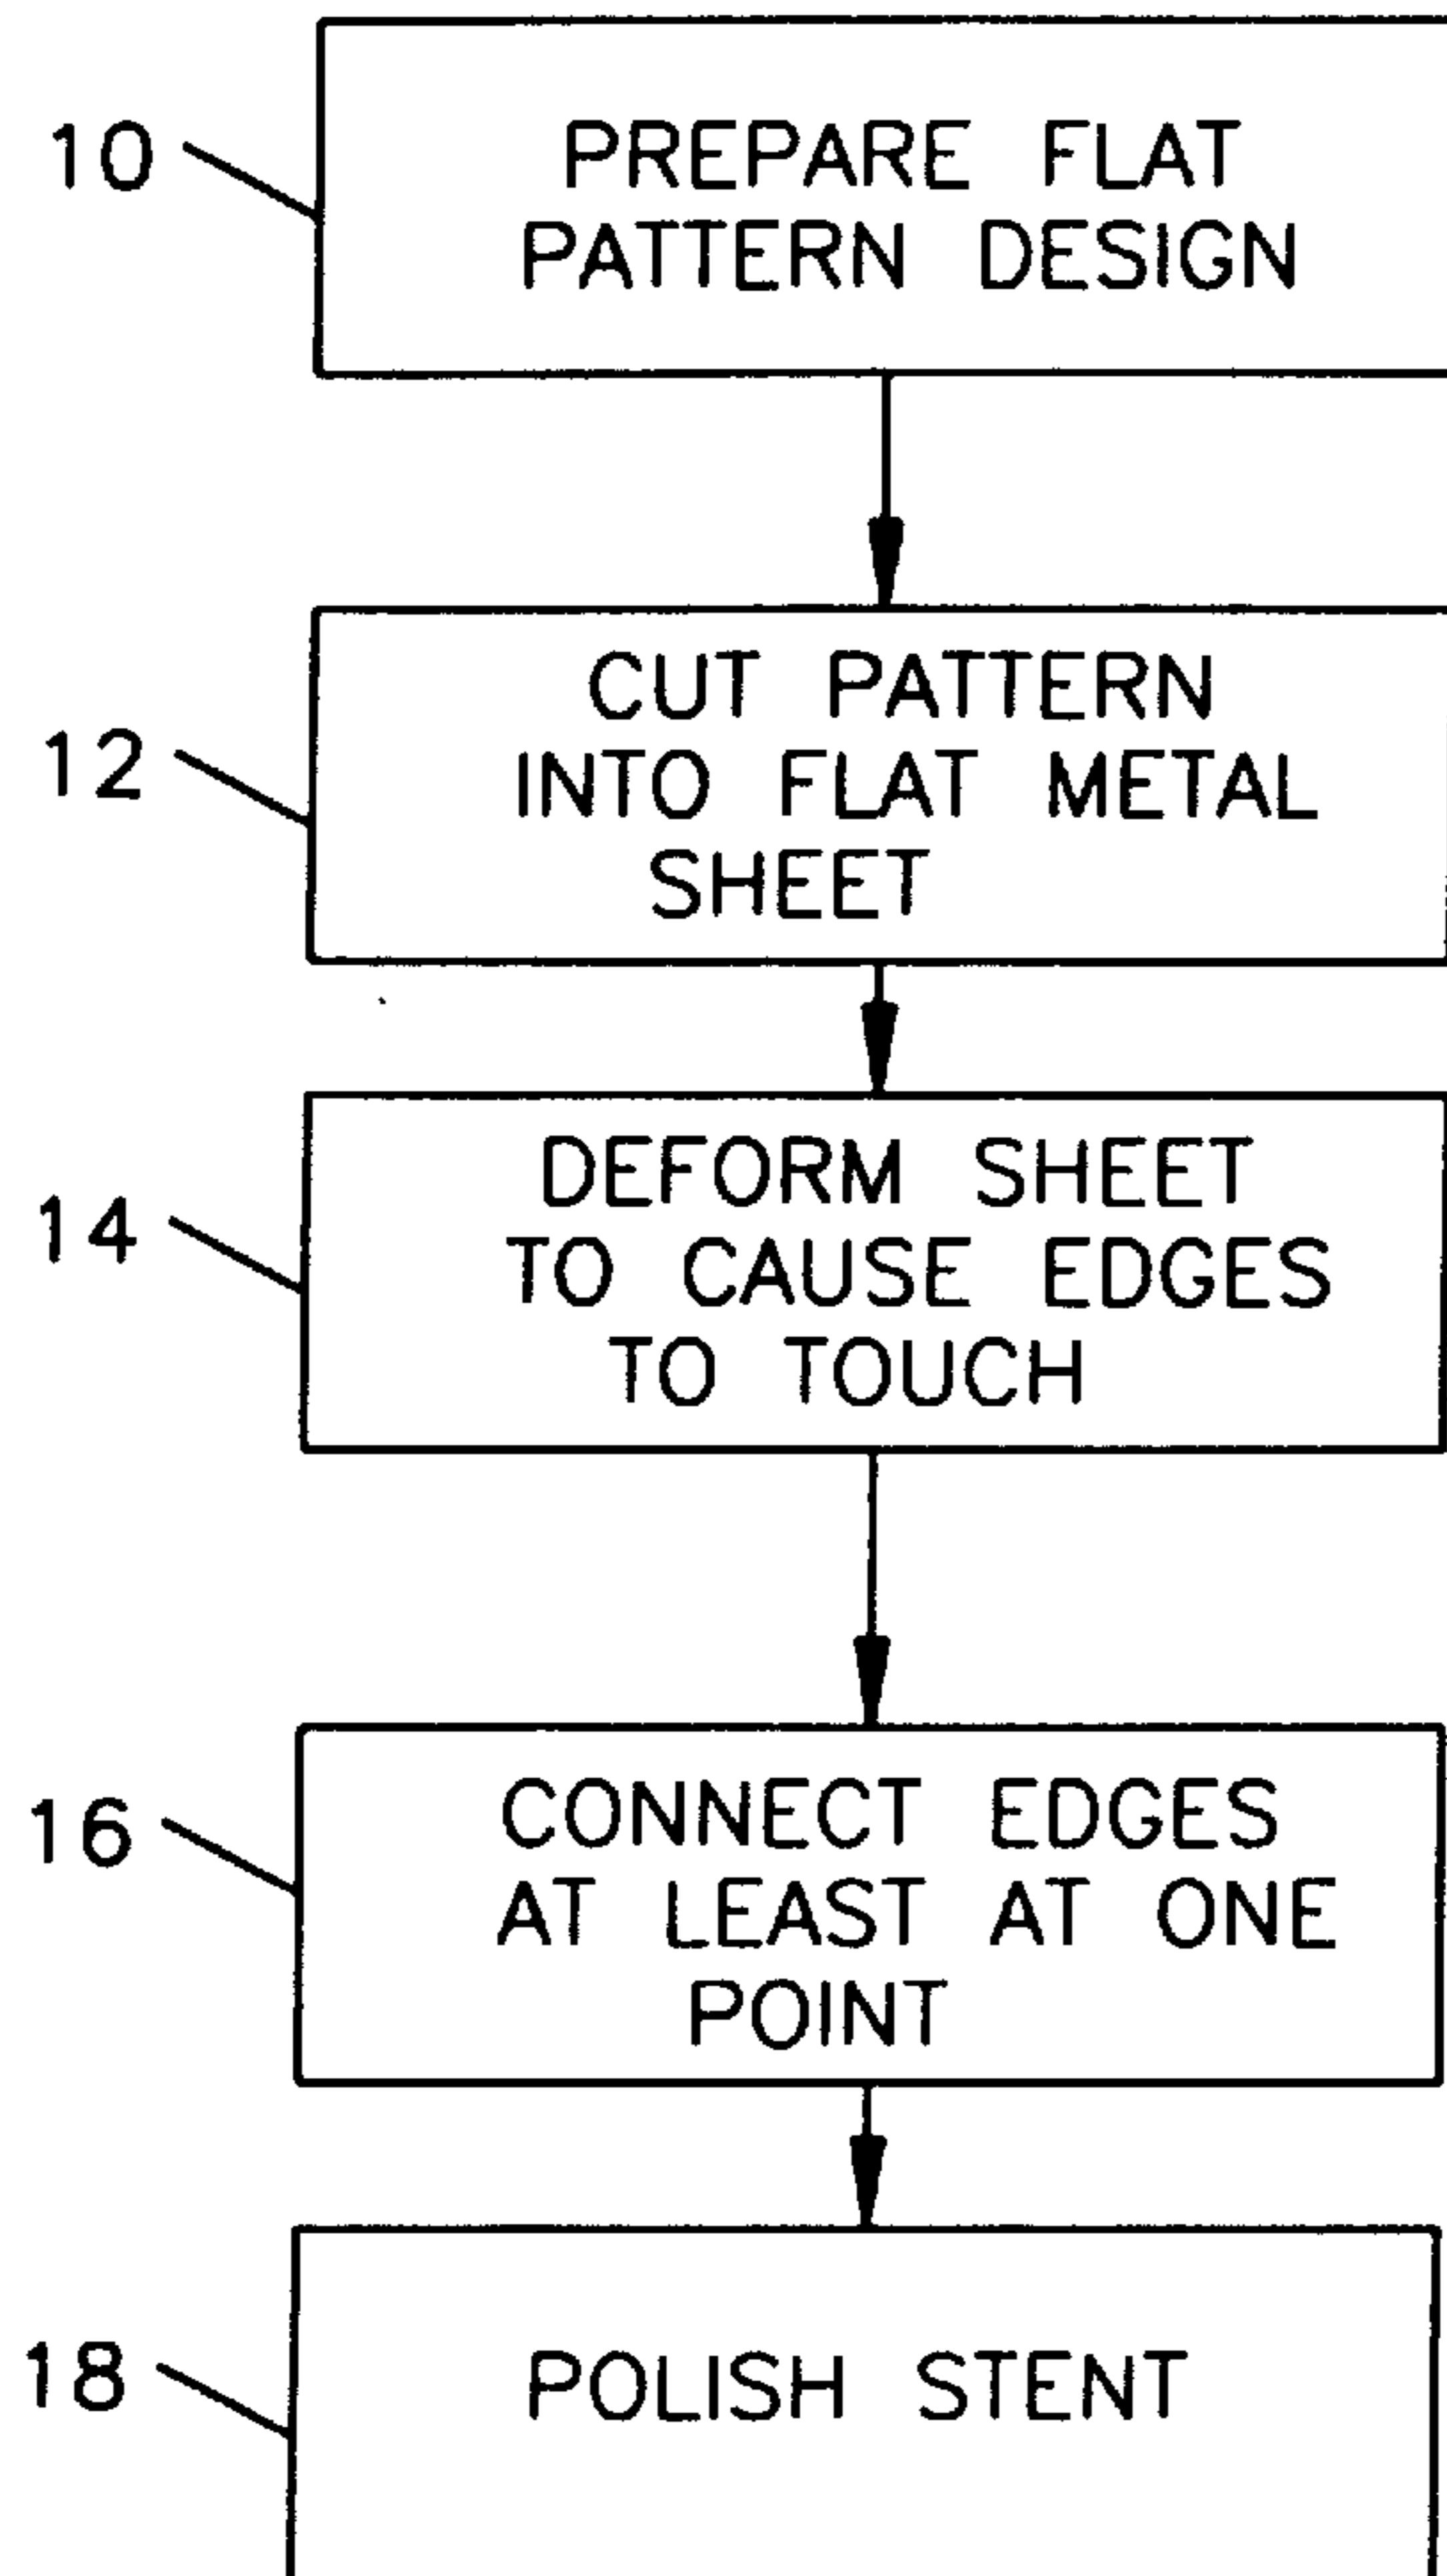 10
PREPARE FLAT
PATTERN DESIGN
12
CUT PATTERN
INTO FLAT METAL
SHEET
14
DEFORM SHEET
TO CAUSE EDGES
TO TOUCH
16
CONNECT EDGES
AT LEAST AT ONE
POINT
18
POLISH STENT